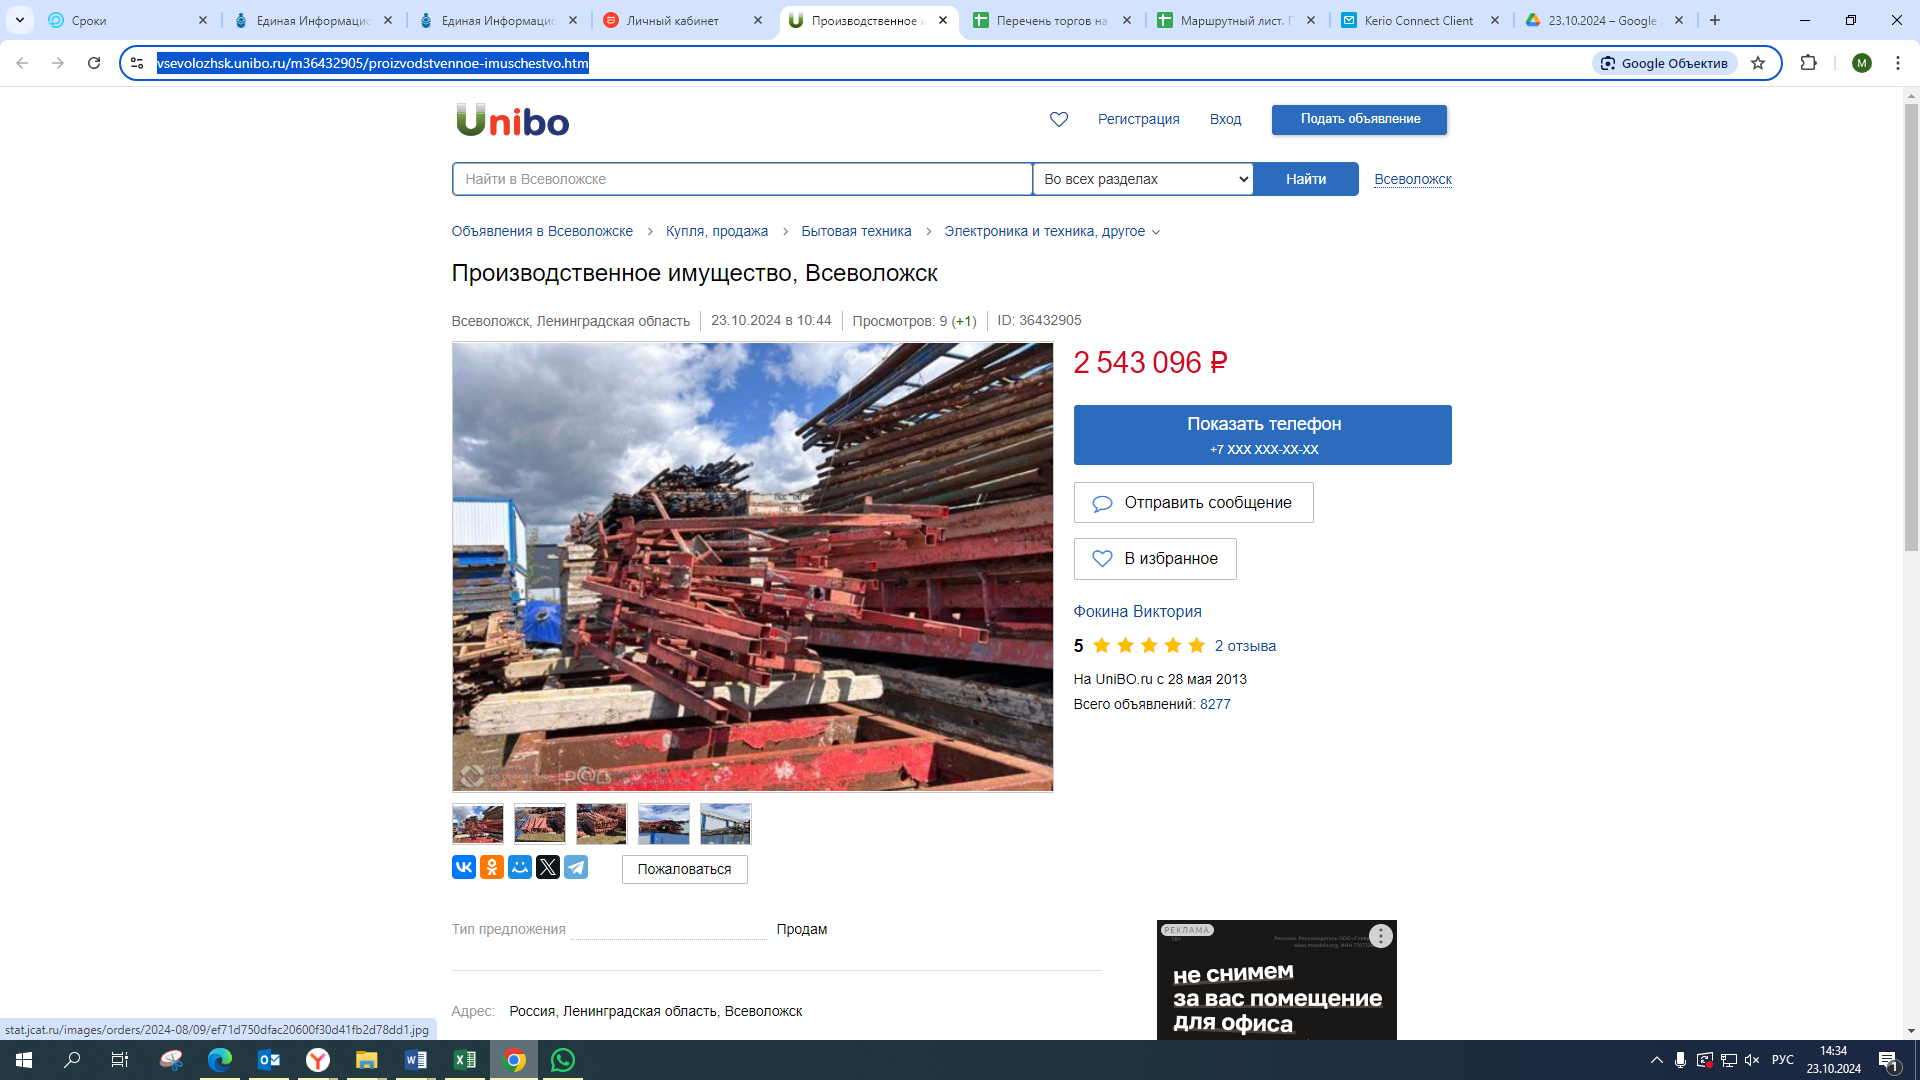 Сроки
Единая Информацио
Единая Информацио
Личный кабинет
Производственное и
Перечень торгов на
Маршрутный лист. Г
Kerio Connect Client
23.10.2024 – Google
vsevolozhsk.unibo.ru/m36432905/proizvodstvennoe-imuschestvo.htm
Google Объектив
M
Unibo
Регистрация
Вход
Подать объявление
Найти в Всеволожске
Во всех разделах
Найти
Всеволожск
Объявления в Всеволожске > Купля, продажа > Бытовая техника > Электроника и техника, другое
Производственное имущество, Всеволожск
Всеволожск, Ленинградская область
23.10.2024 в 10:44
Просмотров: 9 (+1)
ID: 36432905
2 543 096 ₽
Показать телефон
+7 XXX XXX-XX-XX
Отправить сообщение
В избранное
Фокина Виктория
5
2 отзыва
На UniBO.ru с 28 мая 2013
Всего объявлений: 8277
Пожаловаться
Тип предложения
Продам
РЕКЛАМА
не снимем
за вас помещение
для офиса
Адрес: Россия, Ленинградская область, Всеволожск
stat.jcat.ru/images/orders/2024-08/09/ef71d750dfac20600f30d41fb2d78dd1.jpg
РУС
14:34
23.10.2024
1